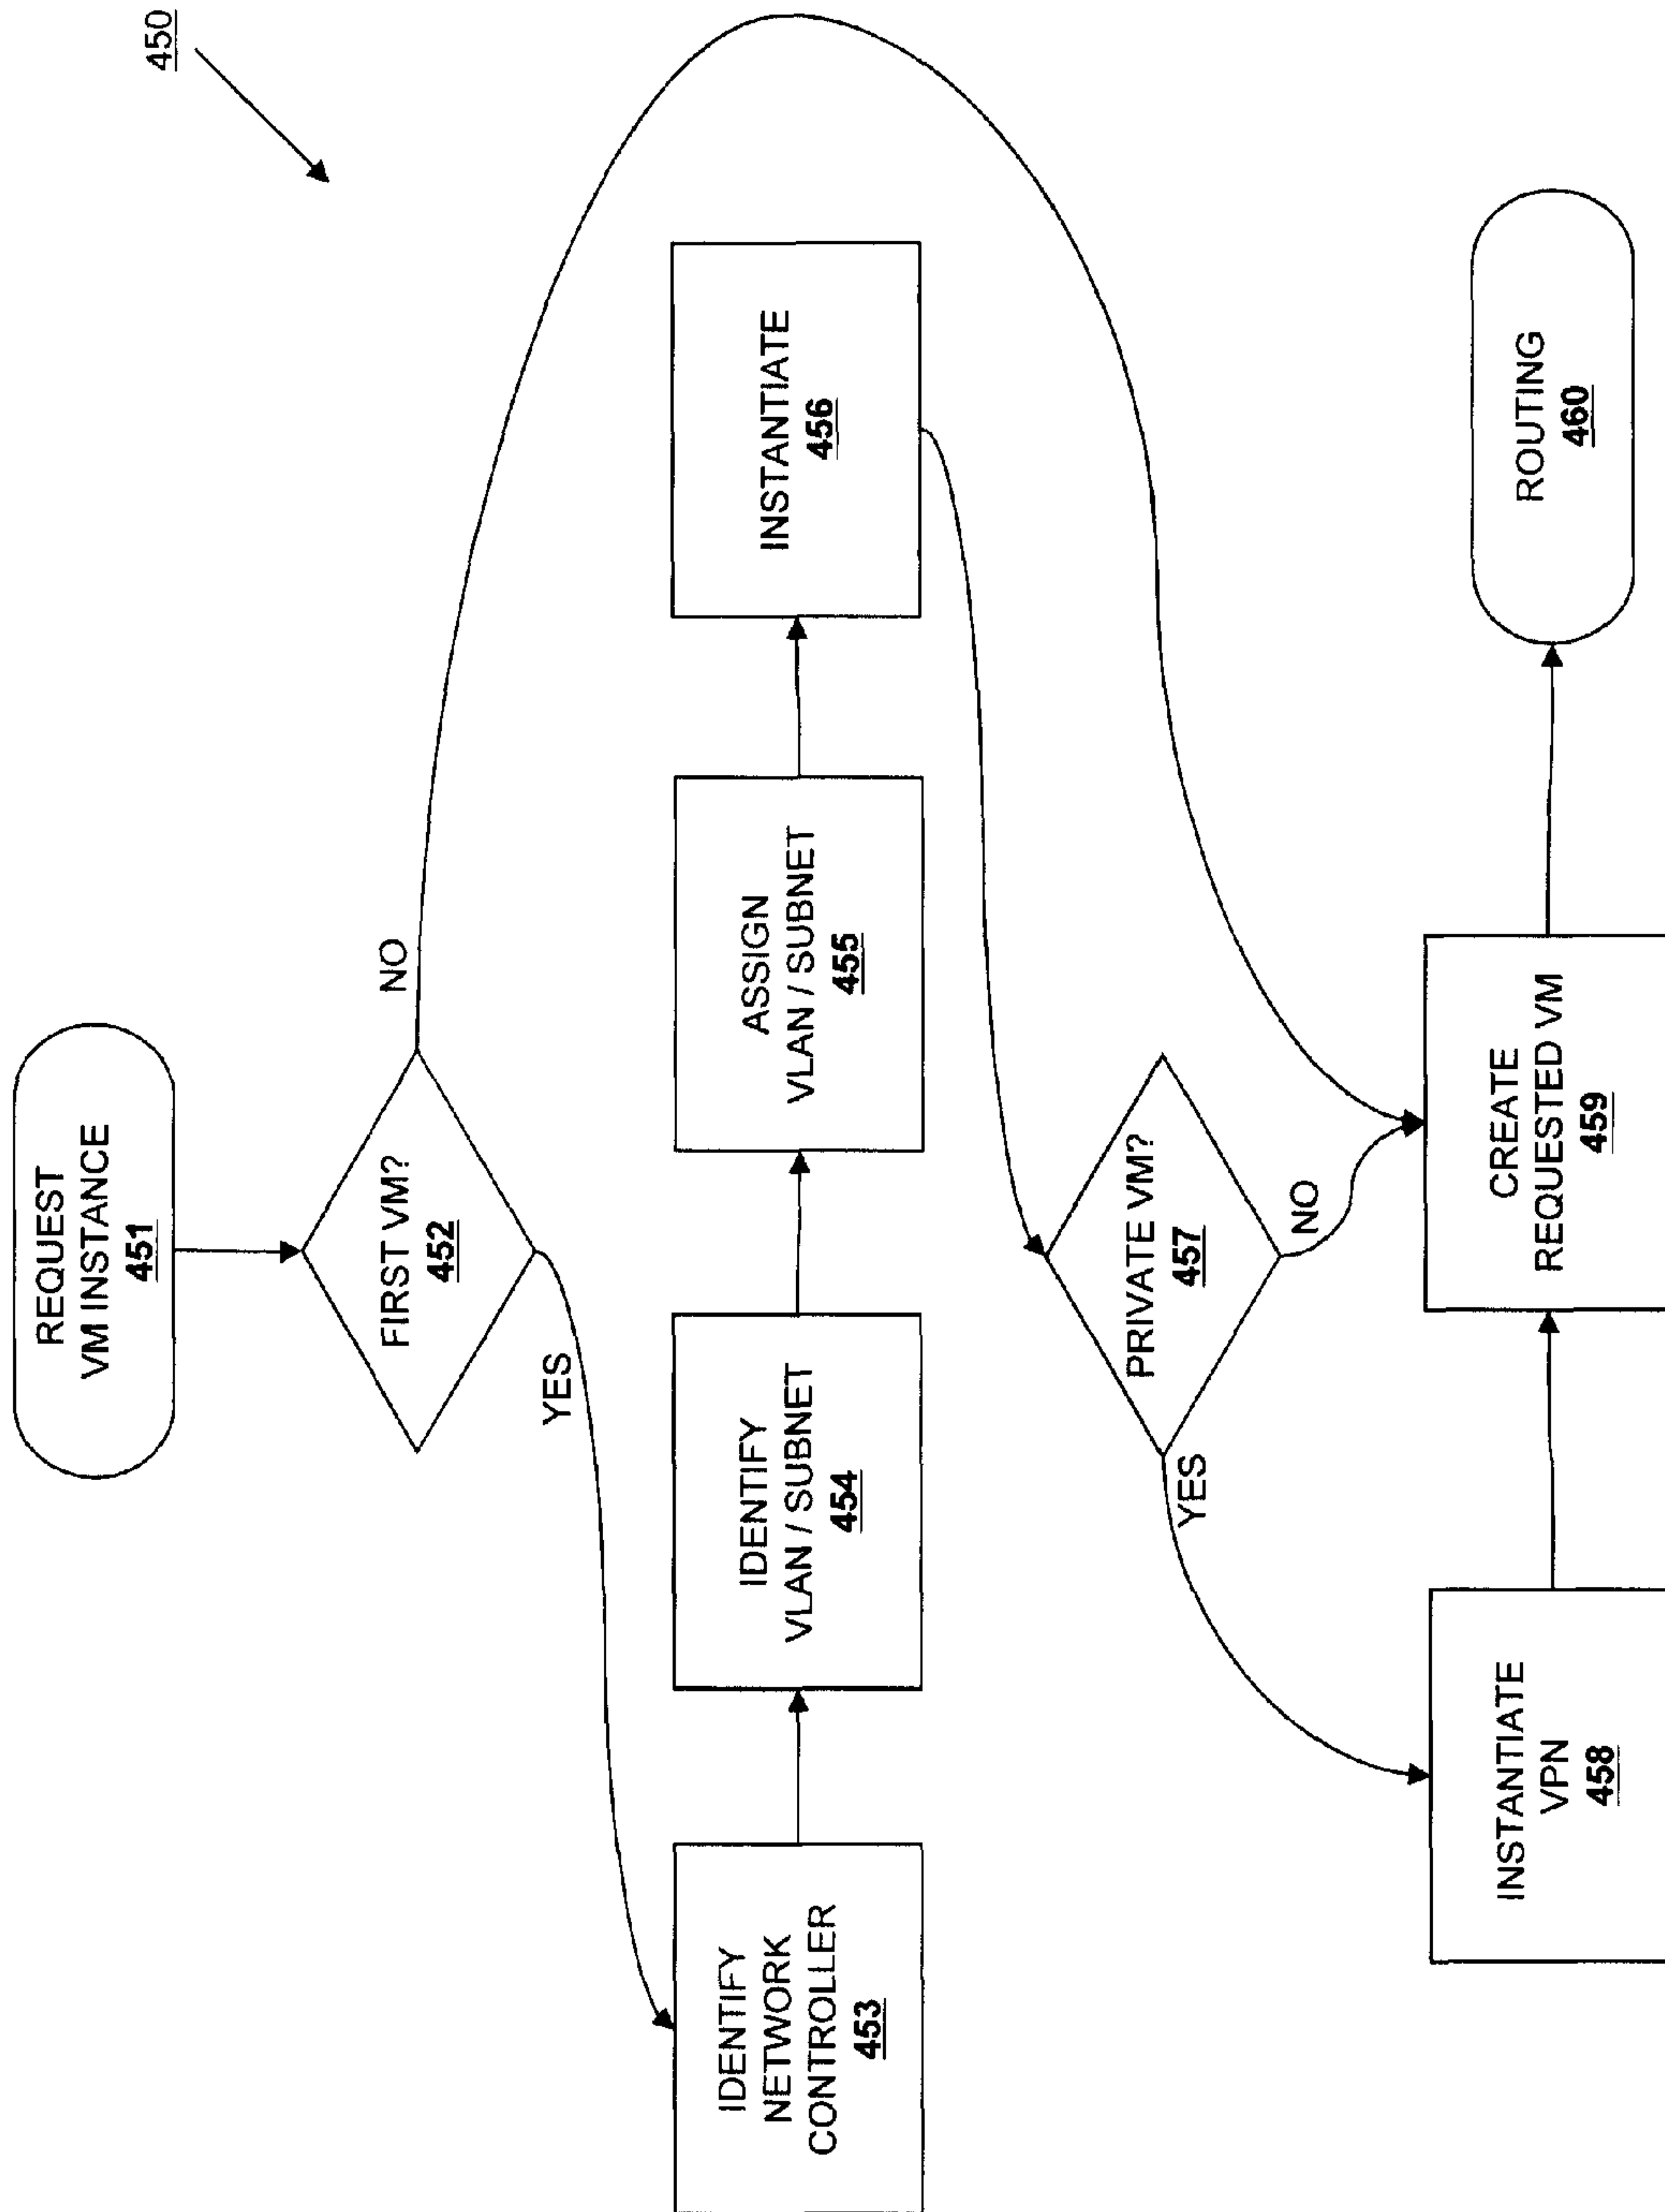 450
REQUEST
VM INSTANCE
451
FIRST VM?
452
NO
YES
IDENTIFY
NETWORK
CONTROLLER
453
IDENTIFY
VLAN / SUBNET
454
ASSIGN
VLAN / SUBNET
455
INSTANTIATE
456
PRIVATE VM?
457
YES
NO
INSTANTIATE
VPN
458
CREATE
REQUESTED VM
459
ROUTING
460